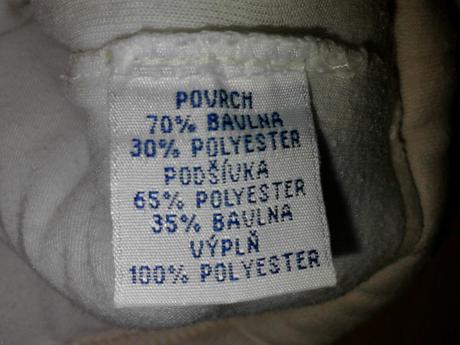 POVRCH
70% BAVLNA
30% POLYESTER
PODŠÍVKA
65% POLYESTER
35% BAVLNA
VÝPLŇ
100% POLYESTER